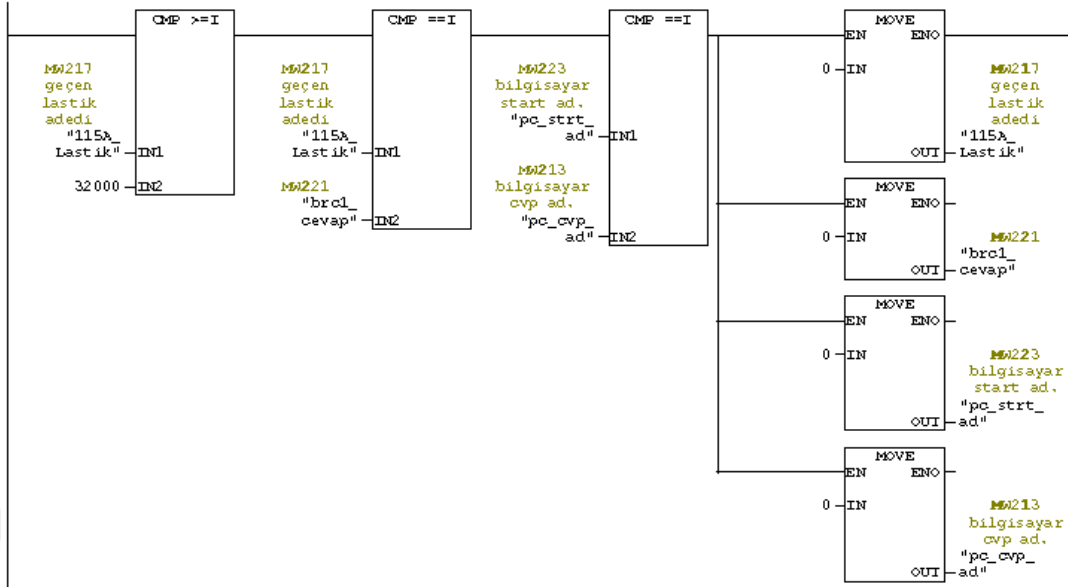 CMP >=I
MW217
geçen
lastik
adedi
"115A_
Lastik"
IN1
32000
IN2
CMP ==I
MW217
geçen
lastik
adedi
"115A_
Lastik"
IN1
MW221
"brc1_
cevap"
IN2
CMP ==I
MW223
bilgisayar
start ad.
"pc_strt_
ad"
IN1
MW213
bilgisayar
cvp ad.
"pc_cvp_
ad"
IN2
MOVE
EN ENO
0 IN
MW217
geçen
lastik
adedi
"115A_
OUT Lastik"
MOVE
EN ENO
0 IN
MW221
"brc1_
OUT cevap"
MOVE
EN ENO
0 IN
MW223
bilgisayar
start ad.
"pc_strt_
OUT ad"
MOVE
EN ENO
0 IN
MW213
bilgisayar
cvp ad.
"pc_cvp_
OUT ad"